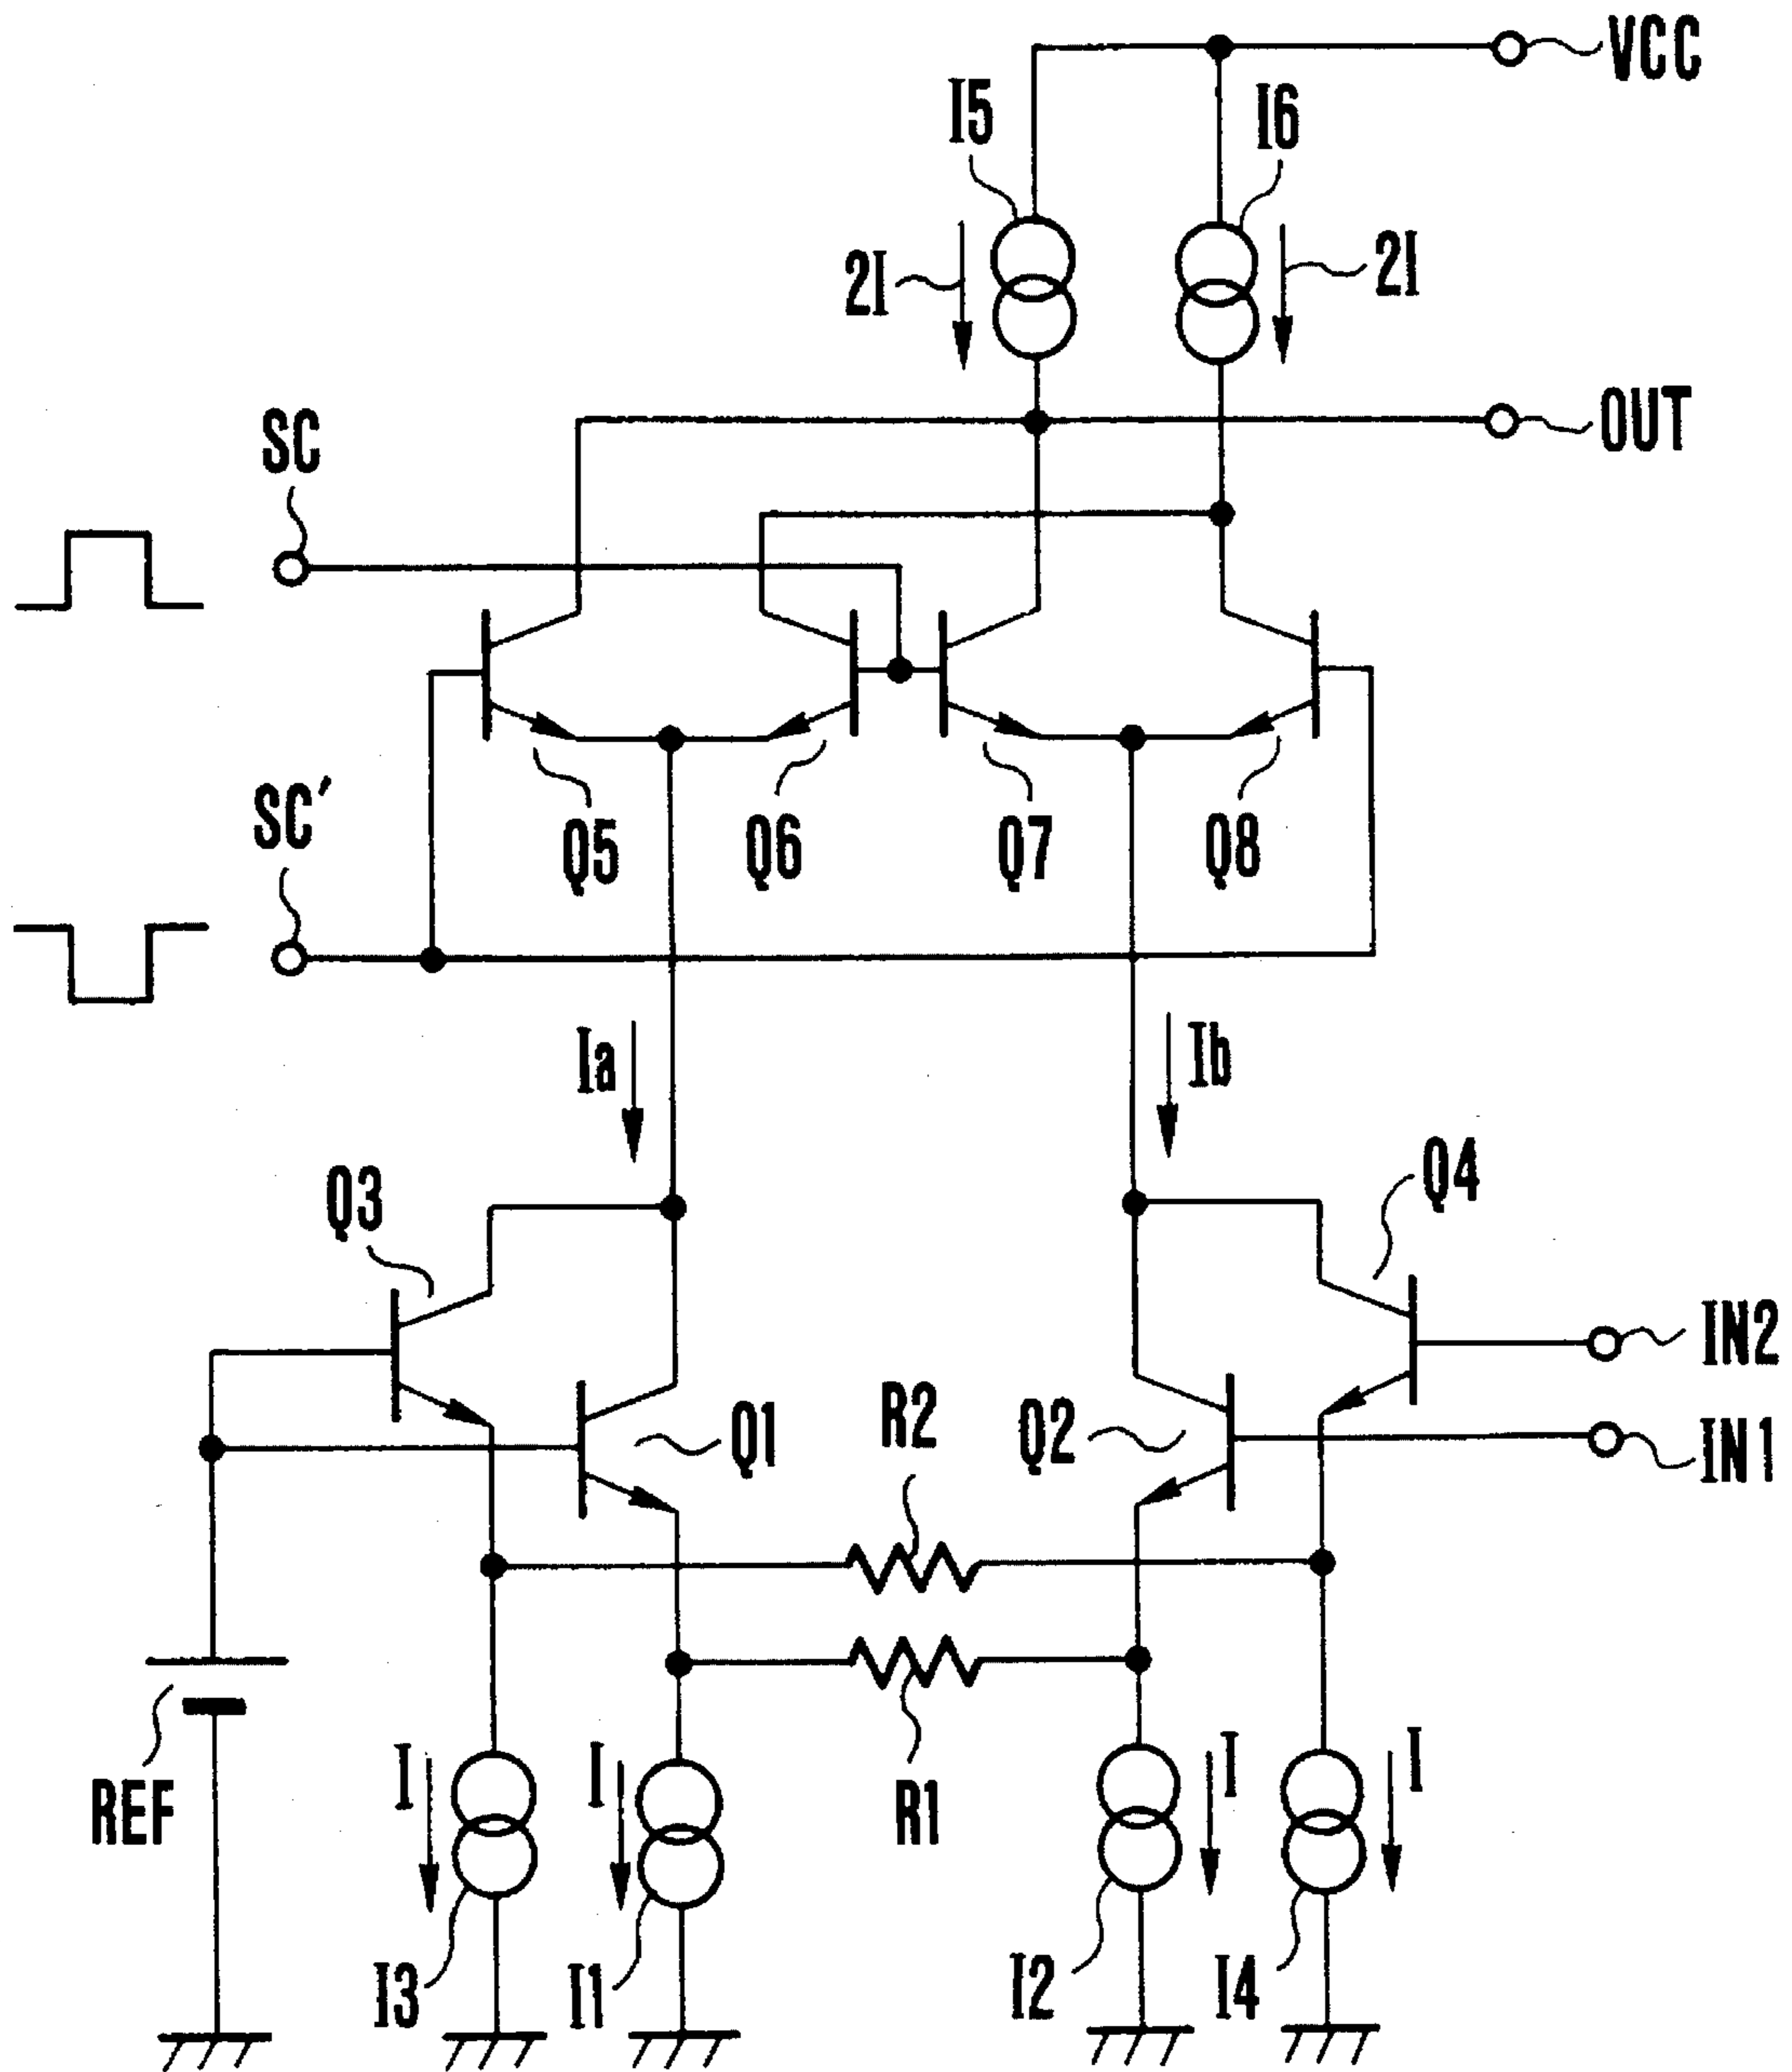 VCC
I5
I6
2I
2I
SC
OUT
SC′
Q5
Q6
Q7
Q8
Ia
Ib
Q3
Q4
IN2
R2
Q1
Q2
IN1
REF
I
I
R1
I
I
I3
I1
I2
I4